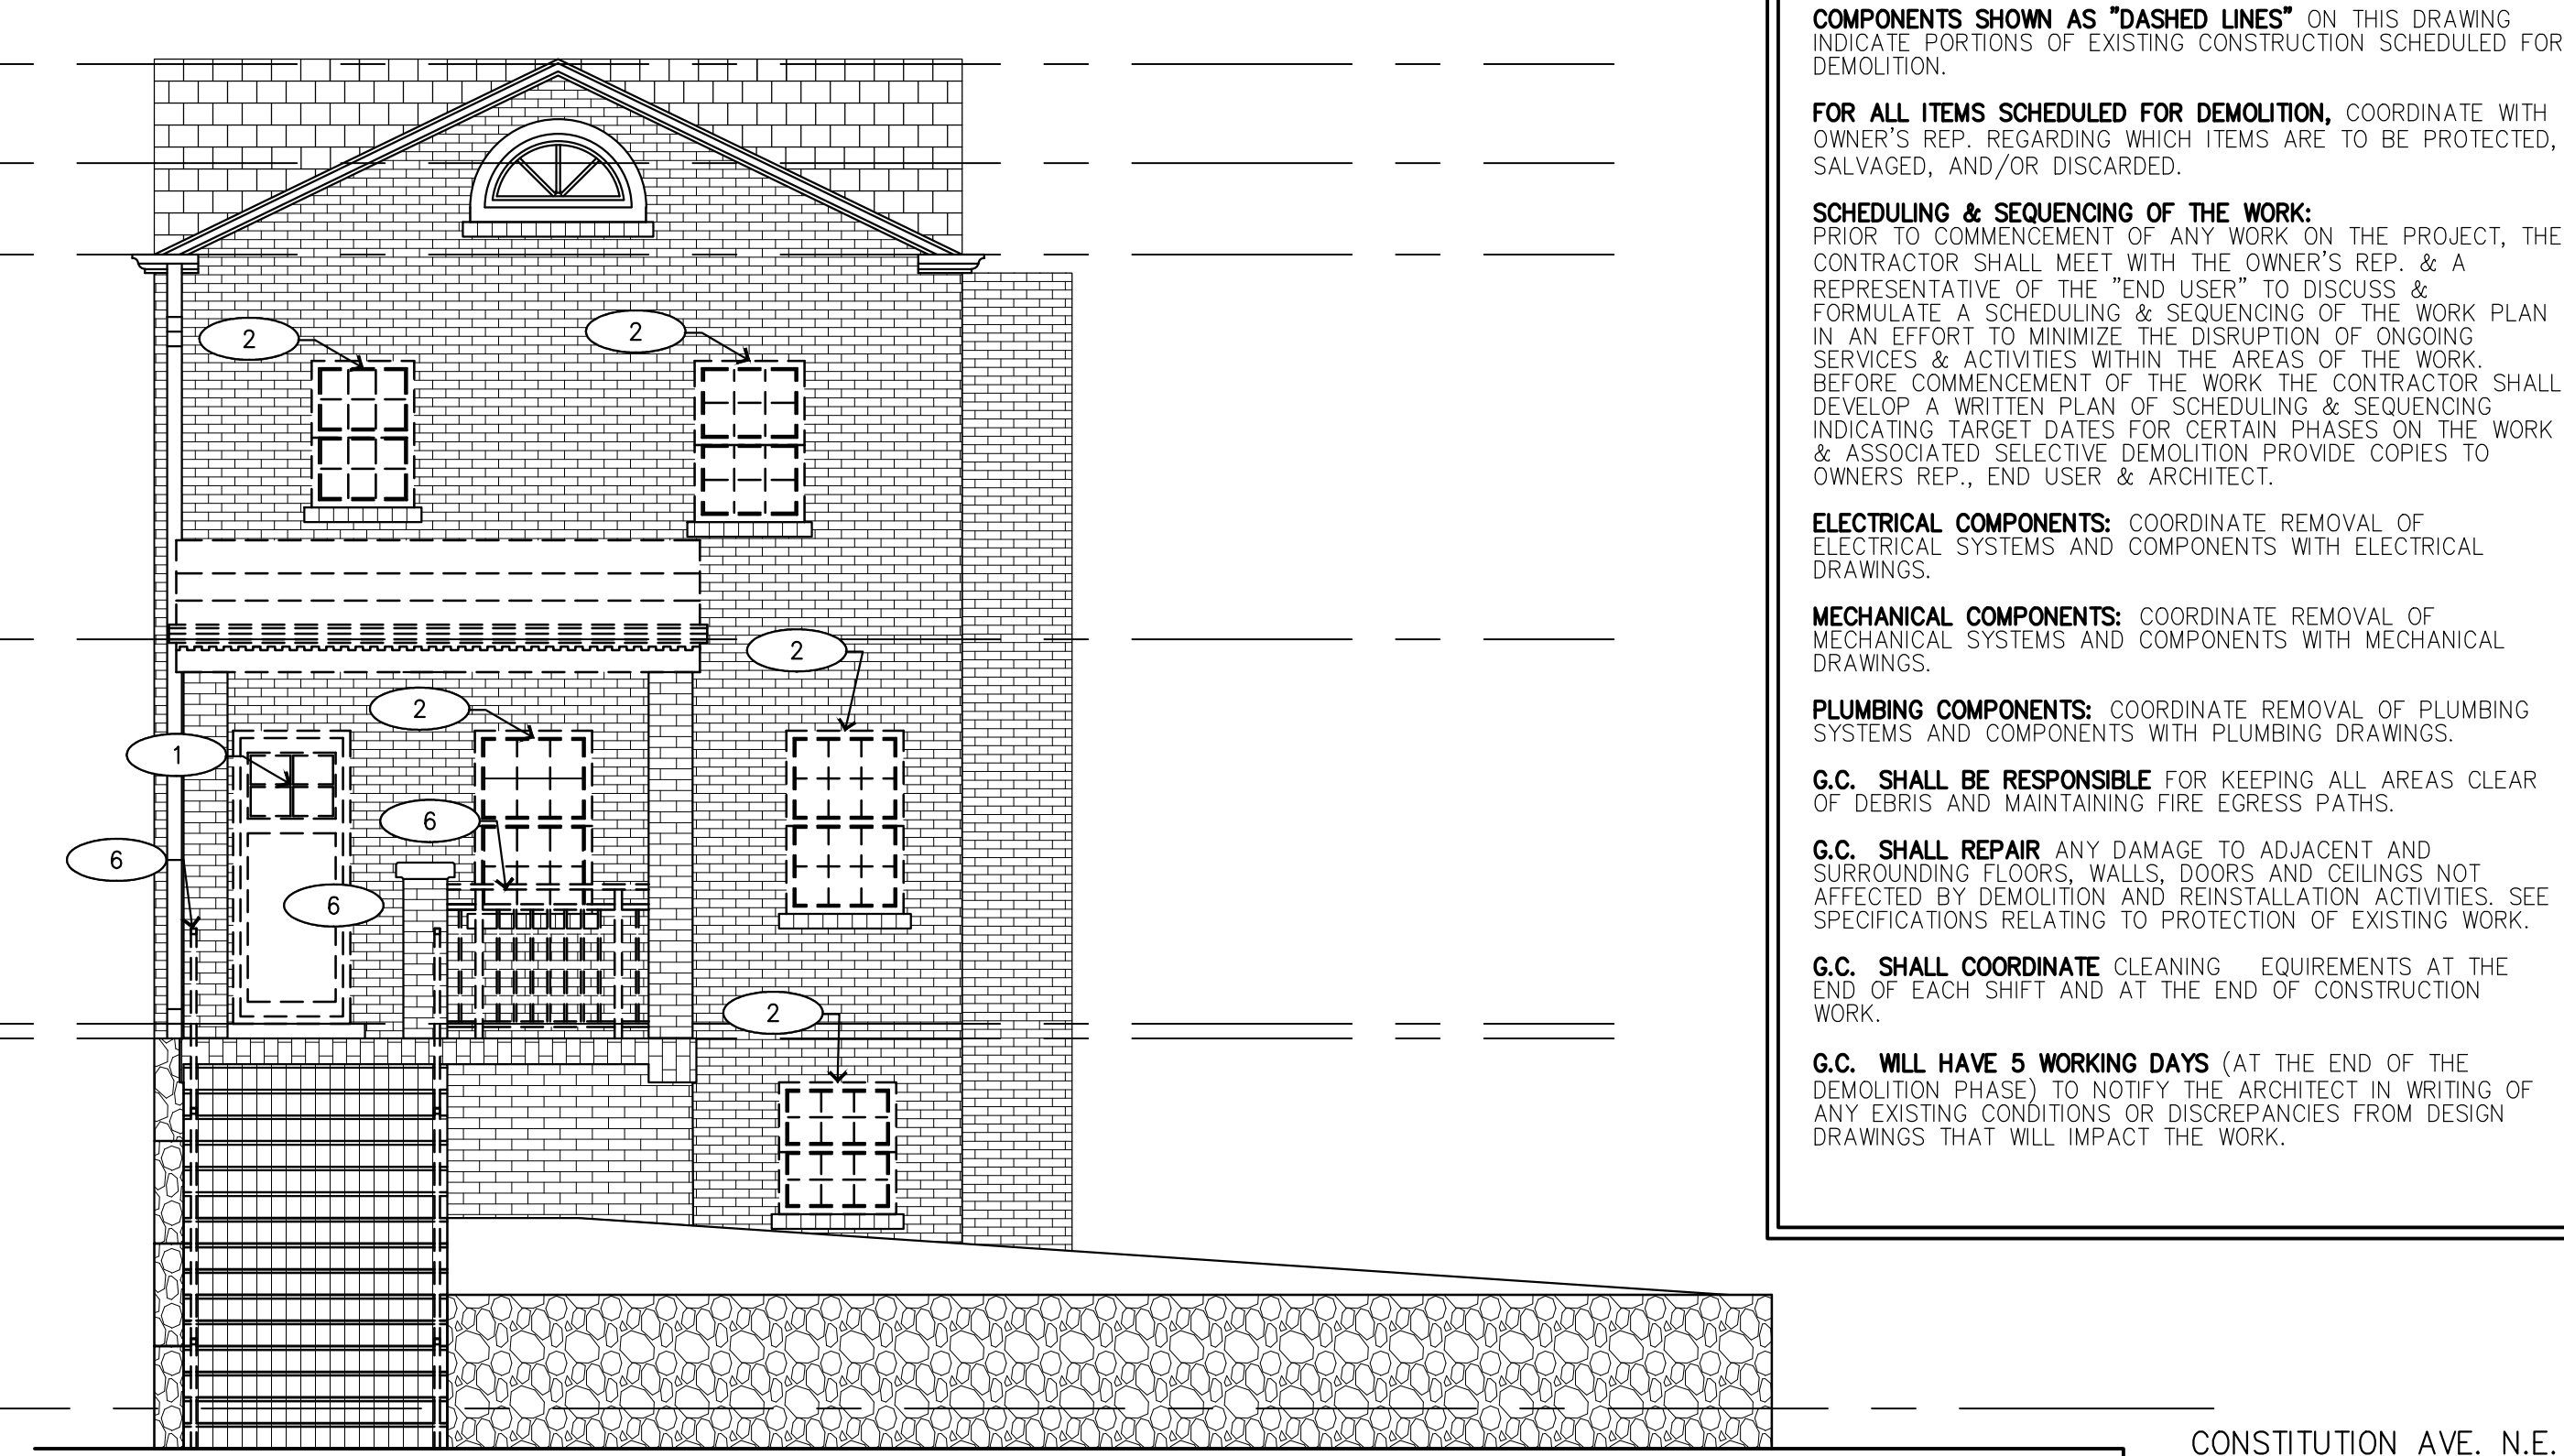 COMPONENTS SHOWN AS "DASHED LINES" ON THIS DRAWING
INDICATE PORTIONS OF EXISTING CONSTRUCTION SCHEDULED FOR
DEMOLITION.
FOR ALL ITEMS SCHEDULED FOR DEMOLITION, COORDINATE WITH
OWNER'S REP. REGARDING WHICH ITEMS ARE TO BE PROTECTED,
SALVAGED, AND/OR DISCARDED.
SCHEDULING & SEQUENCING OF THE WORK:
PRIOR TO COMMENCEMENT OF ANY WORK ON THE PROJECT, THE
CONTRACTOR SHALL MEET WITH THE OWNER'S REP. & A
REPRESENTATIVE OF THE "END USER" TO DISCUSS &
FORMULATE A SCHEDULING & SEQUENCING OF THE WORK PLAN
IN AN EFFORT TO MINIMIZE THE DISRUPTION OF ONGOING
SERVICES & ACTIVITIES WITHIN THE AREAS OF THE WORK.
BEFORE COMMENCEMENT OF THE WORK THE CONTRACTOR SHALL
DEVELOP A WRITTEN PLAN OF SCHEDULING & SEQUENCING
INDICATING TARGET DATES FOR CERTAIN PHASES ON THE WORK
& ASSOCIATED SELECTIVE DEMOLITION PROVIDE COPIES TO
OWNERS REP., END USER & ARCHITECT.
ELECTRICAL COMPONENTS: COORDINATE REMOVAL OF
ELECTRICAL SYSTEMS AND COMPONENTS WITH ELECTRICAL
DRAWINGS.
MECHANICAL COMPONENTS: COORDINATE REMOVAL OF
MECHANICAL SYSTEMS AND COMPONENTS WITH MECHANICAL
DRAWINGS.
PLUMBING COMPONENTS: COORDINATE REMOVAL OF PLUMBING
SYSTEMS AND COMPONENTS WITH PLUMBING DRAWINGS.
G.C. SHALL BE RESPONSIBLE FOR KEEPING ALL AREAS CLEAR
OF DEBRIS AND MAINTAINING FIRE EGRESS PATHS.
G.C. SHALL REPAIR ANY DAMAGE TO ADJACENT AND
SURROUNDING FLOORS, WALLS, DOORS AND CEILINGS NOT
AFFECTED BY DEMOLITION AND REINSTALLATION ACTIVITIES. SEE
SPECIFICATIONS RELATING TO PROTECTION OF EXISTING WORK.
G.C. SHALL COORDINATE CLEANING EQUIREMENTS AT THE
END OF EACH SHIFT AND AT THE END OF CONSTRUCTION
WORK.
G.C. WILL HAVE 5 WORKING DAYS (AT THE END OF THE
DEMOLITION PHASE) TO NOTIFY THE ARCHITECT IN WRITING OF
ANY EXISTING CONDITIONS OR DISCREPANCIES FROM DESIGN
DRAWINGS THAT WILL IMPACT THE WORK.
2
2
2
2
1
6
6
6
2
CONSTITUTION AVE. N.E.